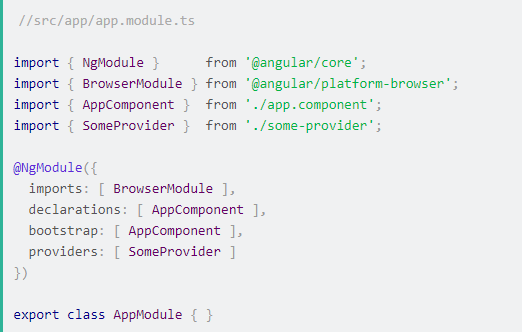 //src/app/app.module.ts
import { NgModule }      from '@angular/core';
import { BrowserModule } from '@angular/platform-browser';
import { AppComponent }  from './app.component';
import { SomeProvider }  from './some-provider';
@NgModule({
  imports: [ BrowserModule ],
  declarations: [ AppComponent ],
  bootstrap: [ AppComponent ],
  providers: [ SomeProvider ]
})
export class AppModule { }